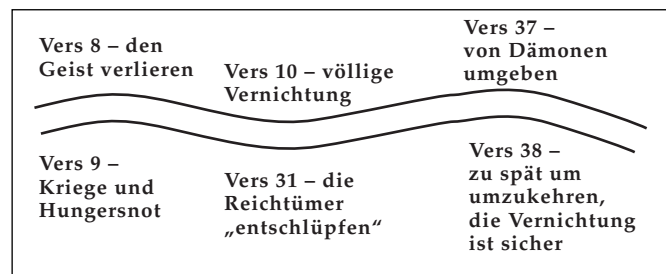 Vers 8 – den
Geist verlieren
Vers 10 – völlige
Vernichtung
Vers 37 –
von Dämonen
umgeben
Vers 9 –
Kriege und
Hungersnot
Vers 31 – die
Reichtümer
„entschlüpfen“
Vers 38 –
zu spät um
umzukehren,
die Vernichtung
ist sicher